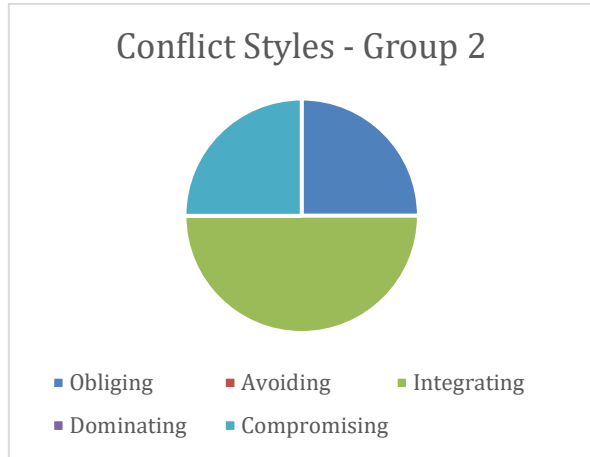 Conflict Styles - Group 2
Obliging Avoiding Integrating
Dominating Compromising